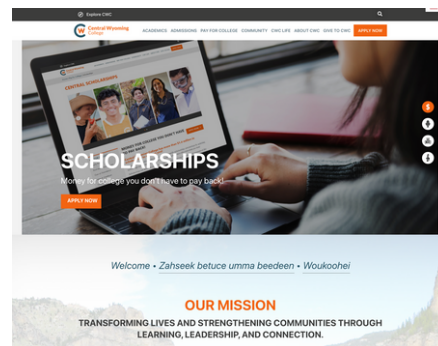 Explore CWC
Central Wyoming
College
ACADEMICS ADMISSIONS PAY FOR COLLEGE COMMUNITY CWC LIFE ABOUT CWC GIVE TO CWC APPLY NOW
CENTRAL SCHOLARSHIPS
SCHOLARSHIPS
Money for college you don't have to pay back!
APPLY NOW
Welcome • Zahseek betuce umma beedeen • Woukoohei
OUR MISSION
TRANSFORMING LIVES AND STRENGTHENING COMMUNITIES THROUGH
LEARNING, LEADERSHIP, AND CONNECTION.